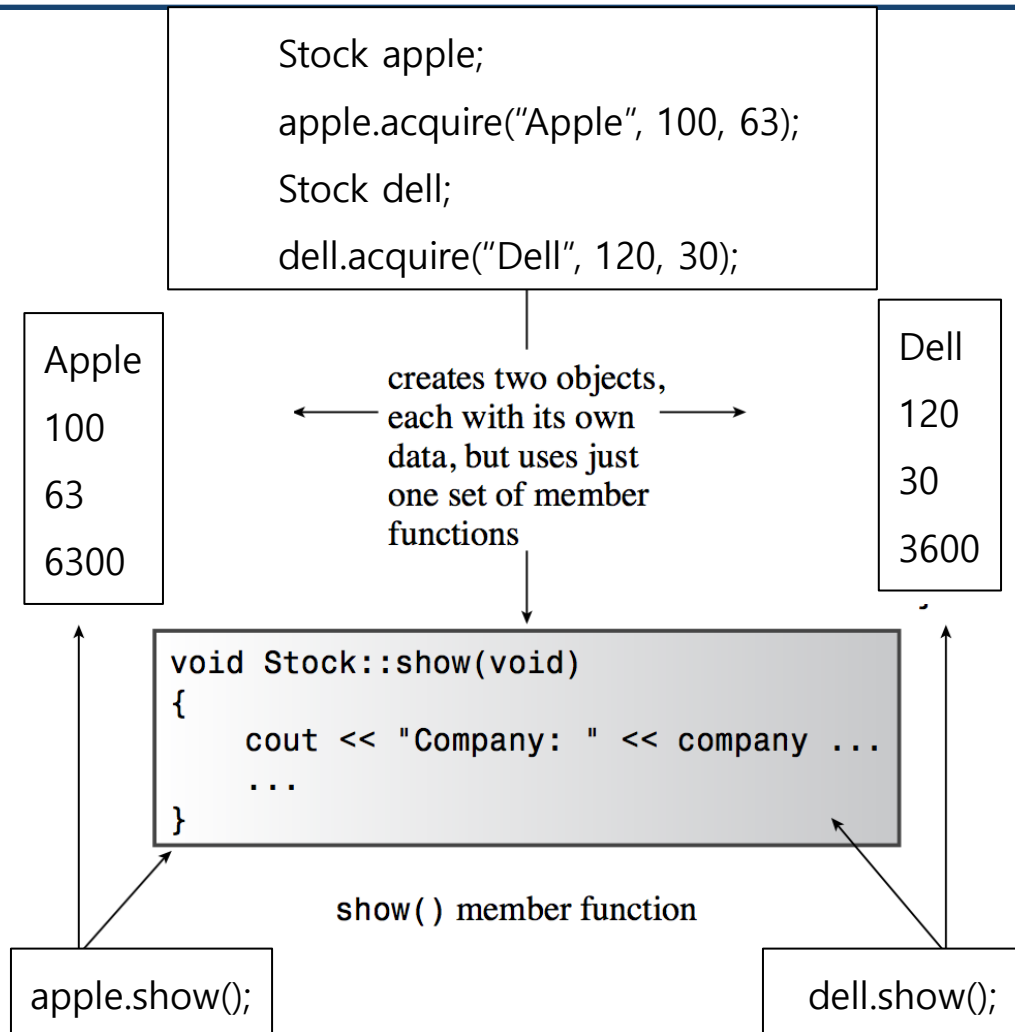 Stock apple;
apple.acquire("Apple", 100, 63);
Stock dell;
dell.acquire("Dell", 120, 30);
Apple
100
63
6300
creates two objects,
each with its own
data, but uses just
one set of member
functions
Dell
120
30
3600
void Stock::show(void)
{
    cout << "Company: " << company ...
    ...
}
show() member function
apple.show();
dell.show();